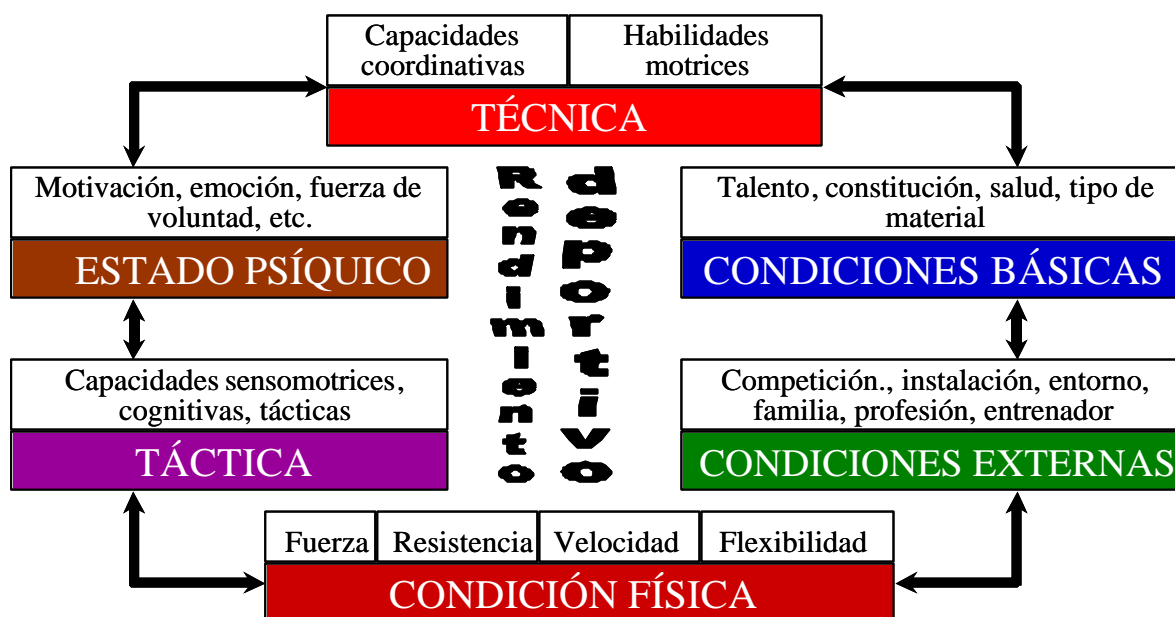 Capacidades
coordinativas
Habilidades
motrices
TÉCNICA
Motivación, emoción, fuerza de
voluntad, etc.
ESTADO PSÍQUICO
Talento, constitución, salud, tipo de
material
CONDICIONES BÁSICAS
Rendimiento
deportivo
Capacidades sensomotrices,
cognitivas, tácticas
TÁCTICA
Competición., instalación, entorno,
familia, profesión, entrenador
CONDICIONES EXTERNAS
Fuerza
Resistencia
Velocidad
Flexibilidad
CONDICIÓN FÍSICA